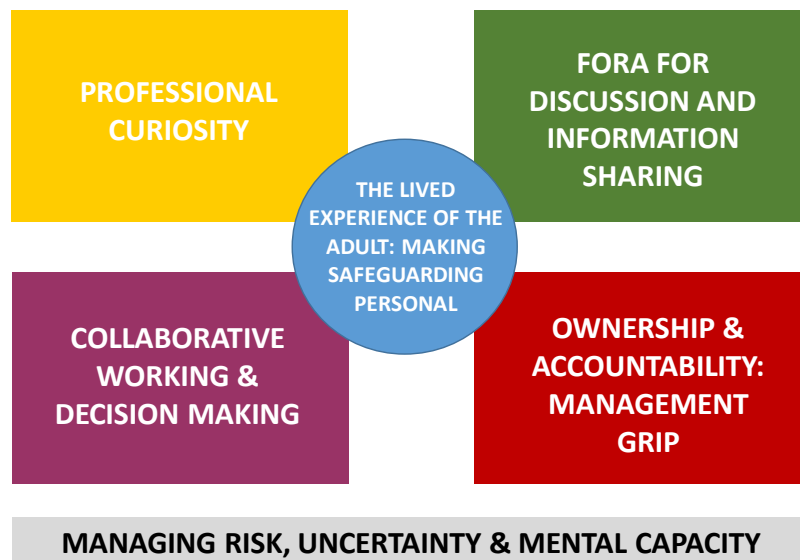 PROFESSIONAL
CURIOSITY
FORA FOR
DISCUSSION AND
INFORMATION
SHARING
THE LIVED
EXPERIENCE OF THE
ADULT: MAKING
SAFEGUARDING
PERSONAL
COLLABORATIVE
WORKING &
DECISION MAKING
OWNERSHIP &
ACCOUNTABILITY:
MANAGEMENT
GRIP
MANAGING RISK, UNCERTAINTY & MENTAL CAPACITY